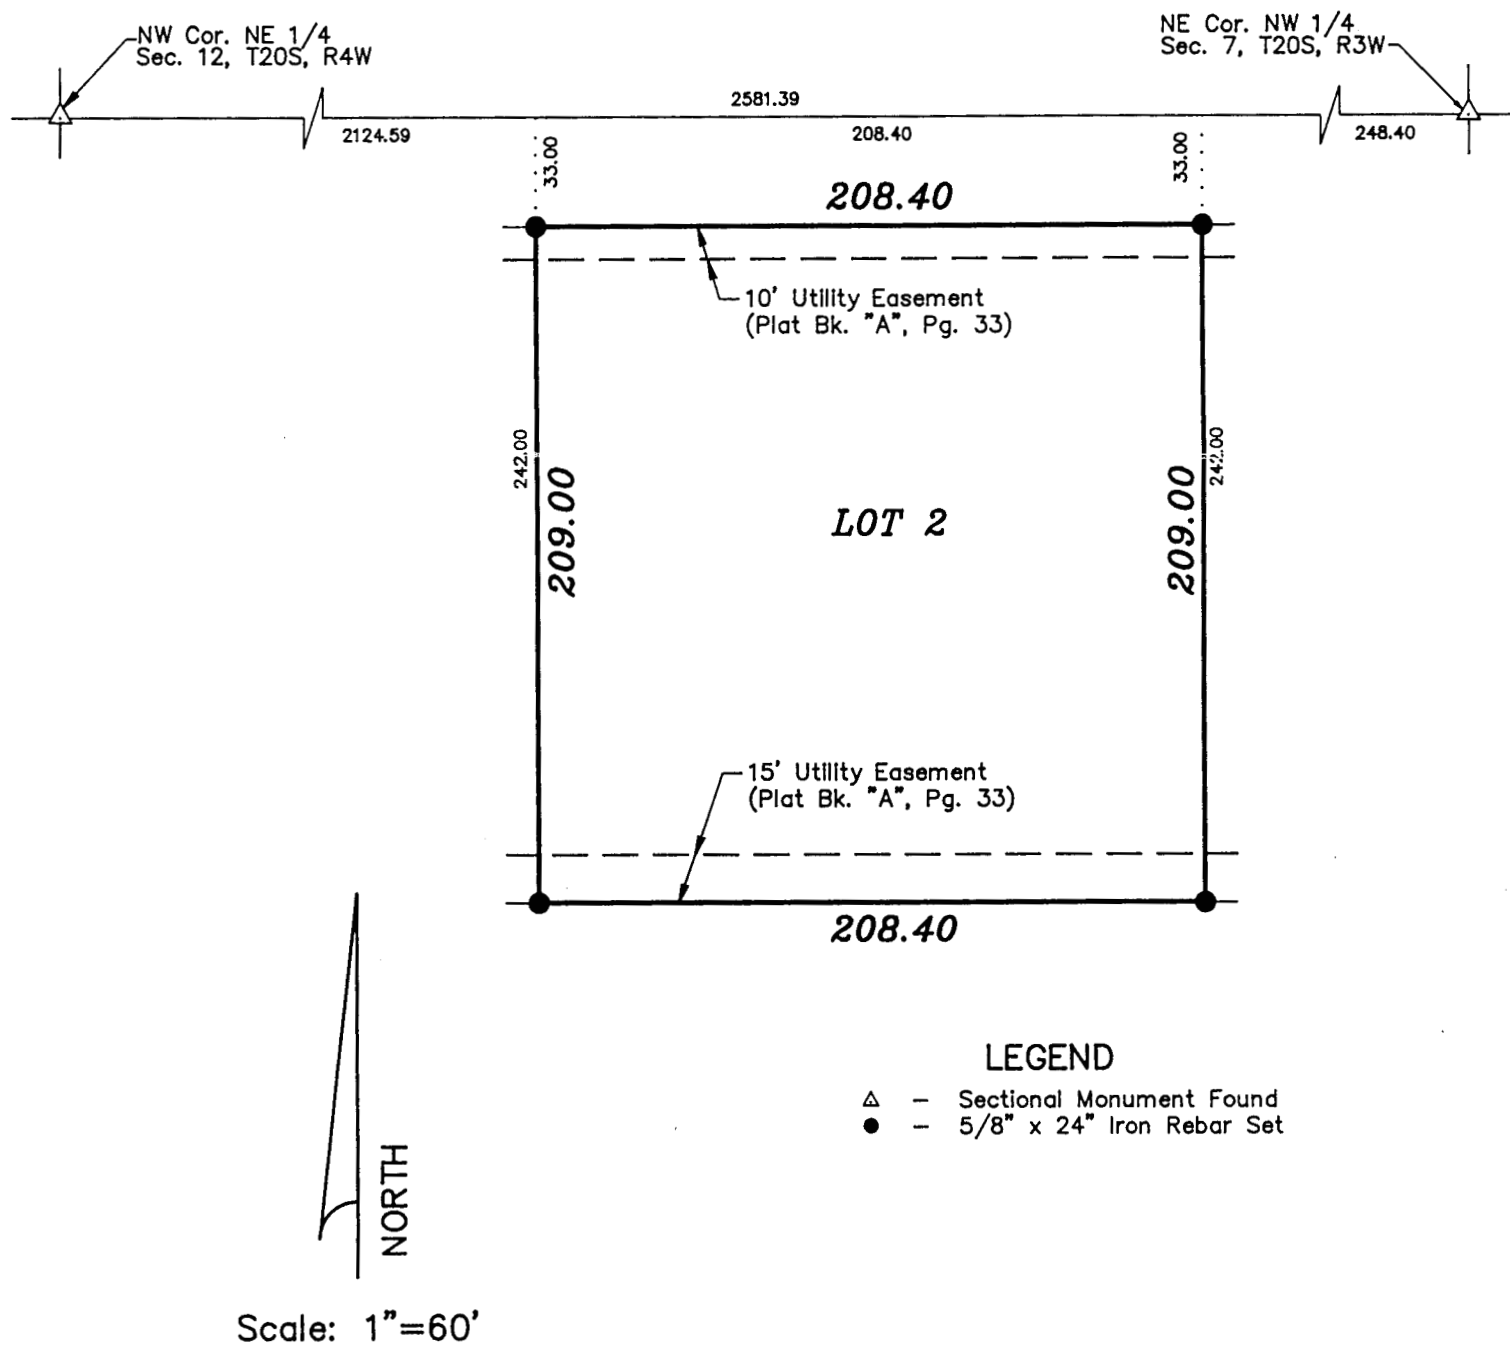 NW Cor. NE 1/4
Sec. 12, T20S, R4W
NE Cor. NW 1/4
Sec. 7, T20S, R3W
2581.39
2124.59
208.40
248.40
33.00
33.00
208.40
10' Utility Easement
(Plat Bk. "A", Pg. 33)
242.00
209.00
LOT 2
209.00
242.00
15' Utility Easement
(Plat Bk. "A", Pg. 33)
208.40
LEGEND
△ – Sectional Monument Found
● – 5/8" x 24" Iron Rebar Set
NORTH
Scale: 1"=60'